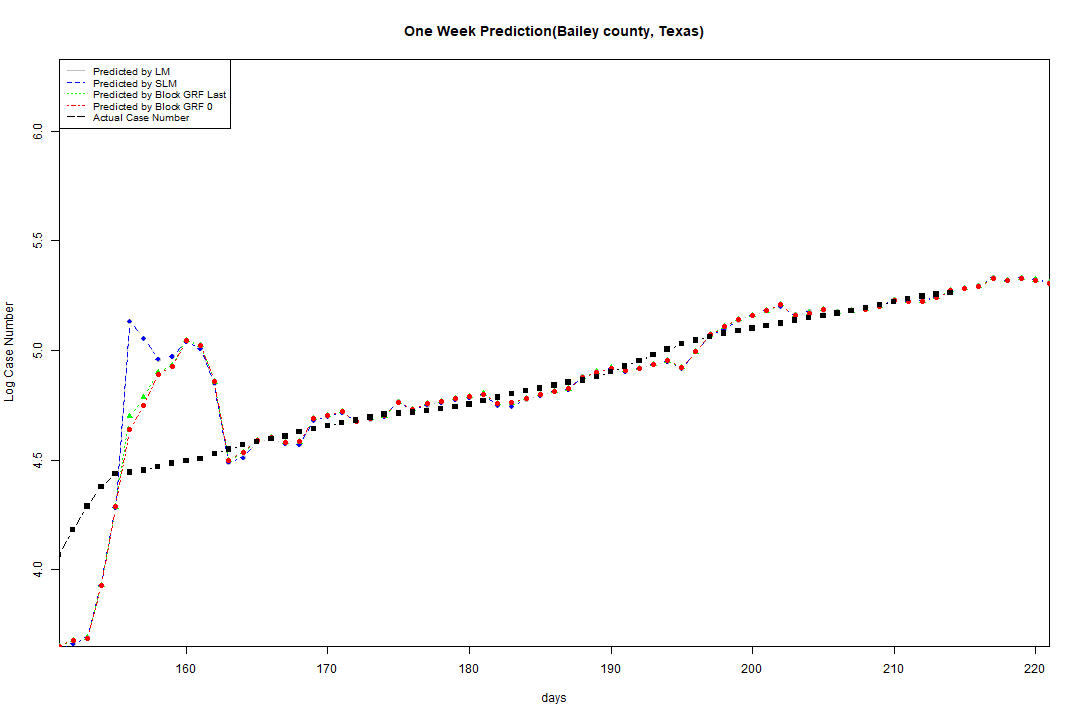 One Week Prediction(Bailey county, Texas)
Predicted by LM
Predicted by SLM
Predicted by Block GRF Last
Predicted by Block GRF 0
Actual Case Number
6.0
5.5
5.0
4.5
4.0
Log Case Number
160 170 180 190 200 210 220
days